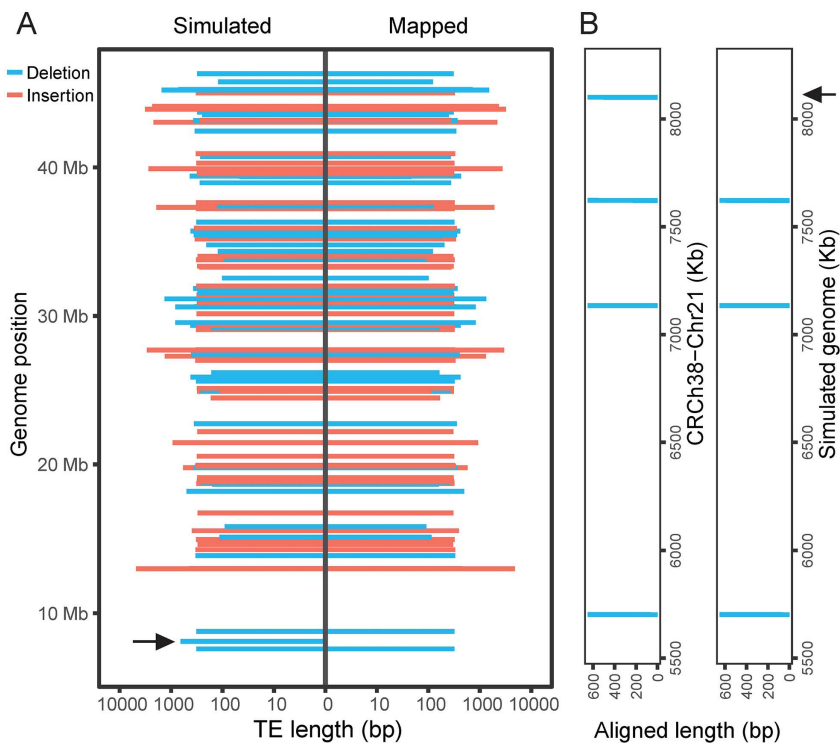 A
Simulated
Mapped
B
Deletion
Insertion
Genome position
40 Mb
30 Mb
20 Mb
10 Mb
10000 1000 100 10 0 10 100 1000 10000
TE length (bp)
8000
7500
7000
6500
6000
5500
CRCh38−Chr21 (Kb)
8000
7500
7000
6500
6000
5500
Simulated genome (Kb)
600 400 200 0
600 400 200 0
Aligned length (bp)